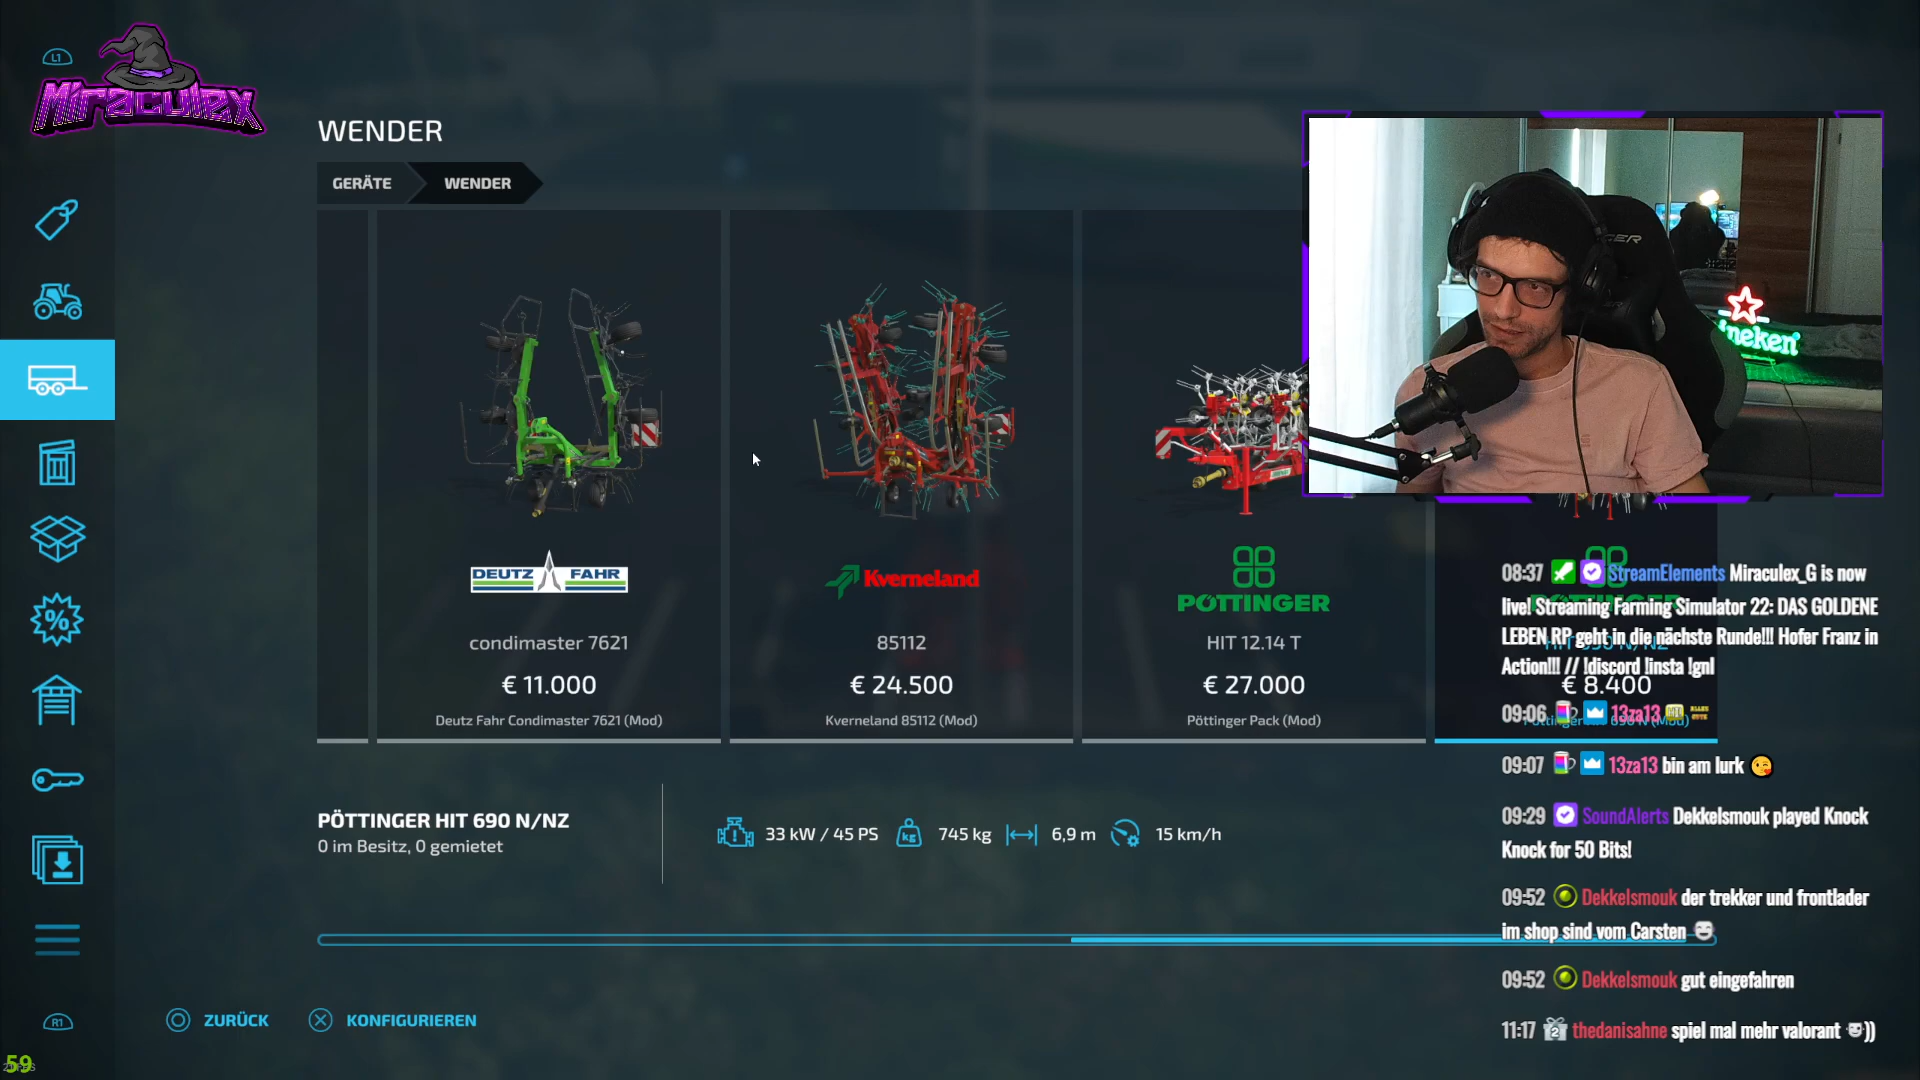 L1
Miraculex
WENDER
GERÄTE
WENDER
DEUTZ FAHR
condimaster 7621
€ 11.000
Deutz Fahr Condimaster 7621 (Mod)
Kverneland
85112
€ 24.500
Kverneland 85112 (Mod)
PÖTTINGER
HIT 12.14 T
€ 27.000
Pöttinger Pack (Mod)
€ 8.400
eineken
08:37 StreamElements Miraculex_G is now
live! Streaming Farming Simulator 22: DAS GOLDENE
LEBEN RP geht in die nächste Runde!!! Hofer Franz in
Action!!! // !discord !insta !gnl
09:06 13za13
09:07 13za13 bin am lurk
09:29 SoundAlerts Dekkelsmouk played Knock
Knock for 50 Bits!
09:52 Dekkelsmouk der trekker und frontlader
im shop sind vom Carsten
09:52 Dekkelsmouk gut eingefahren
11:17 thedanisahne spiel mal mehr valorant ))
PÖTTINGER HIT 690 N/NZ
0 im Besitz, 0 gemietet
33 kW / 45 PS
kg
745 kg
6,9 m
15 km/h
ZURÜCK
KONFIGURIEREN
R1
59